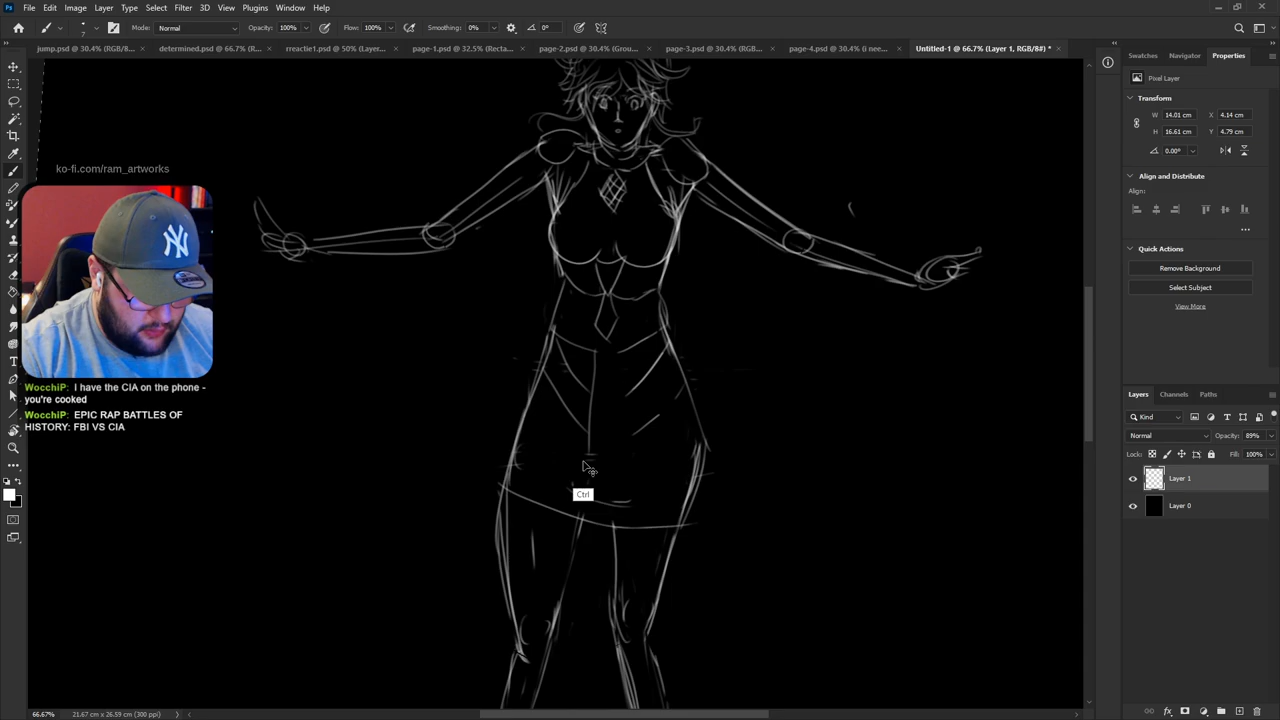 File Edit Image Layer Type Select Filter 3D View Plugins Window Help
Mode: Normal Opacity: 100% Flow: 100% Smoothing: 0% 0°
jump.psd @ 30.4% (RGB/8... determined.psd @ 66.7% (R... rreactie1.psd @ 50% (Layer... page-1.psd @ 32.5% (Recta... page-2.psd @ 30.4% (Grou... page-3.psd @ 30.4% (RGB... page-4.psd @ 30.4% (i nee... Untitled-1 @ 66.7% (Layer 1, RGB/8#) *
ko-fi.com/ram_artworks
WocchiP: I have the CIA on the phone -
you're cooked
WocchiP: EPIC RAP BATTLES OF
HISTORY: FBI VS CIA
Ctrl
Swatches Navigator Properties
Pixel Layer
Transform
W 14.01 cm X 4.14 cm
H 16.61 cm Y 4.79 cm
0.00°
Align and Distribute
Align:
Quick Actions
Remove Background
Select Subject
View More
Layers Channels Paths
Kind
Normal Opacity: 89%
Lock: Fill: 100%
Layer 1
Layer 0
66.67% 21.67 cm x 26.59 cm (300 ppi)